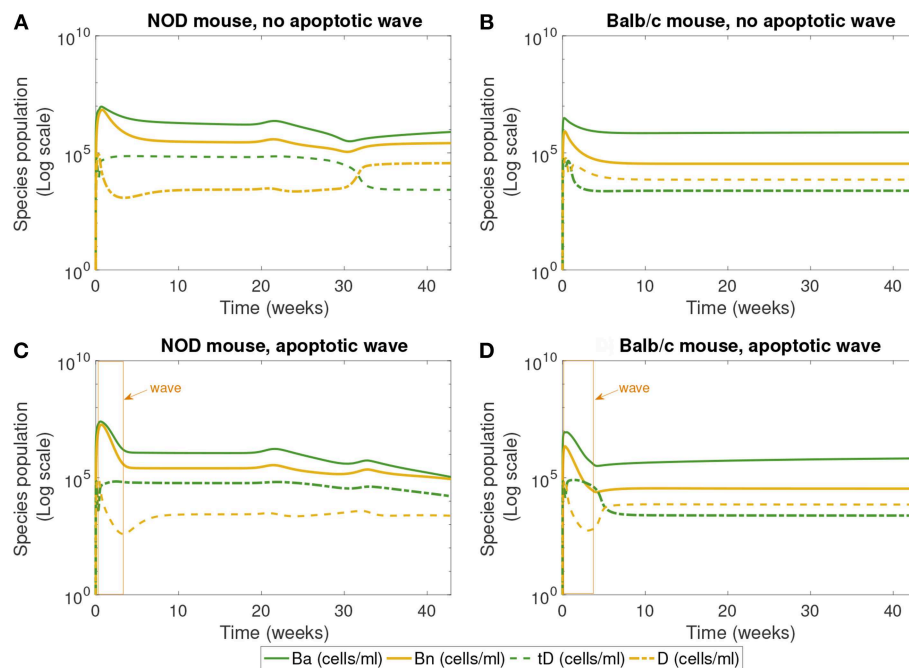 A
NOD mouse, no apoptotic wave
10^10
10^5
10^0
Species population
(Log scale)
0 10 20 30 40
Time (weeks)
B
Balb/c mouse, no apoptotic wave
10^10
10^5
10^0
Species population
(Log scale)
0 10 20 30 40
Time (weeks)
C
NOD mouse, apoptotic wave
10^10
10^5
10^0
Species population
(Log scale)
wave
0 10 20 30 40
Time (weeks)
D
Balb/c mouse, apoptotic wave
10^10
10^5
10^0
Species population
(Log scale)
wave
0 10 20 30 40
Time (weeks)
Ba (cells/ml) Bn (cells/ml) tD (cells/ml) D (cells/ml)